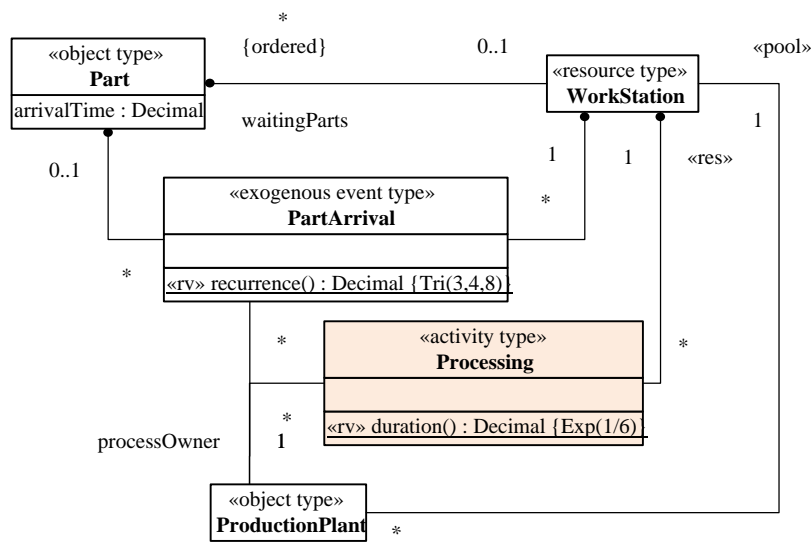 *
«object type»
Part
arrivalTime : Decimal
{ordered}
0..1
«pool»
«resource type»
WorkStation
waitingParts
1
0..1
1
1
«res»
«exogenous event type»
PartArrival
*
«rv» recurrence() : Decimal {Tri(3,4,8)}
*
*
«activity type»
Processing
*
«rv» duration() : Decimal {Exp(1/6)}
*
processOwner
1
«object type»
ProductionPlant
*